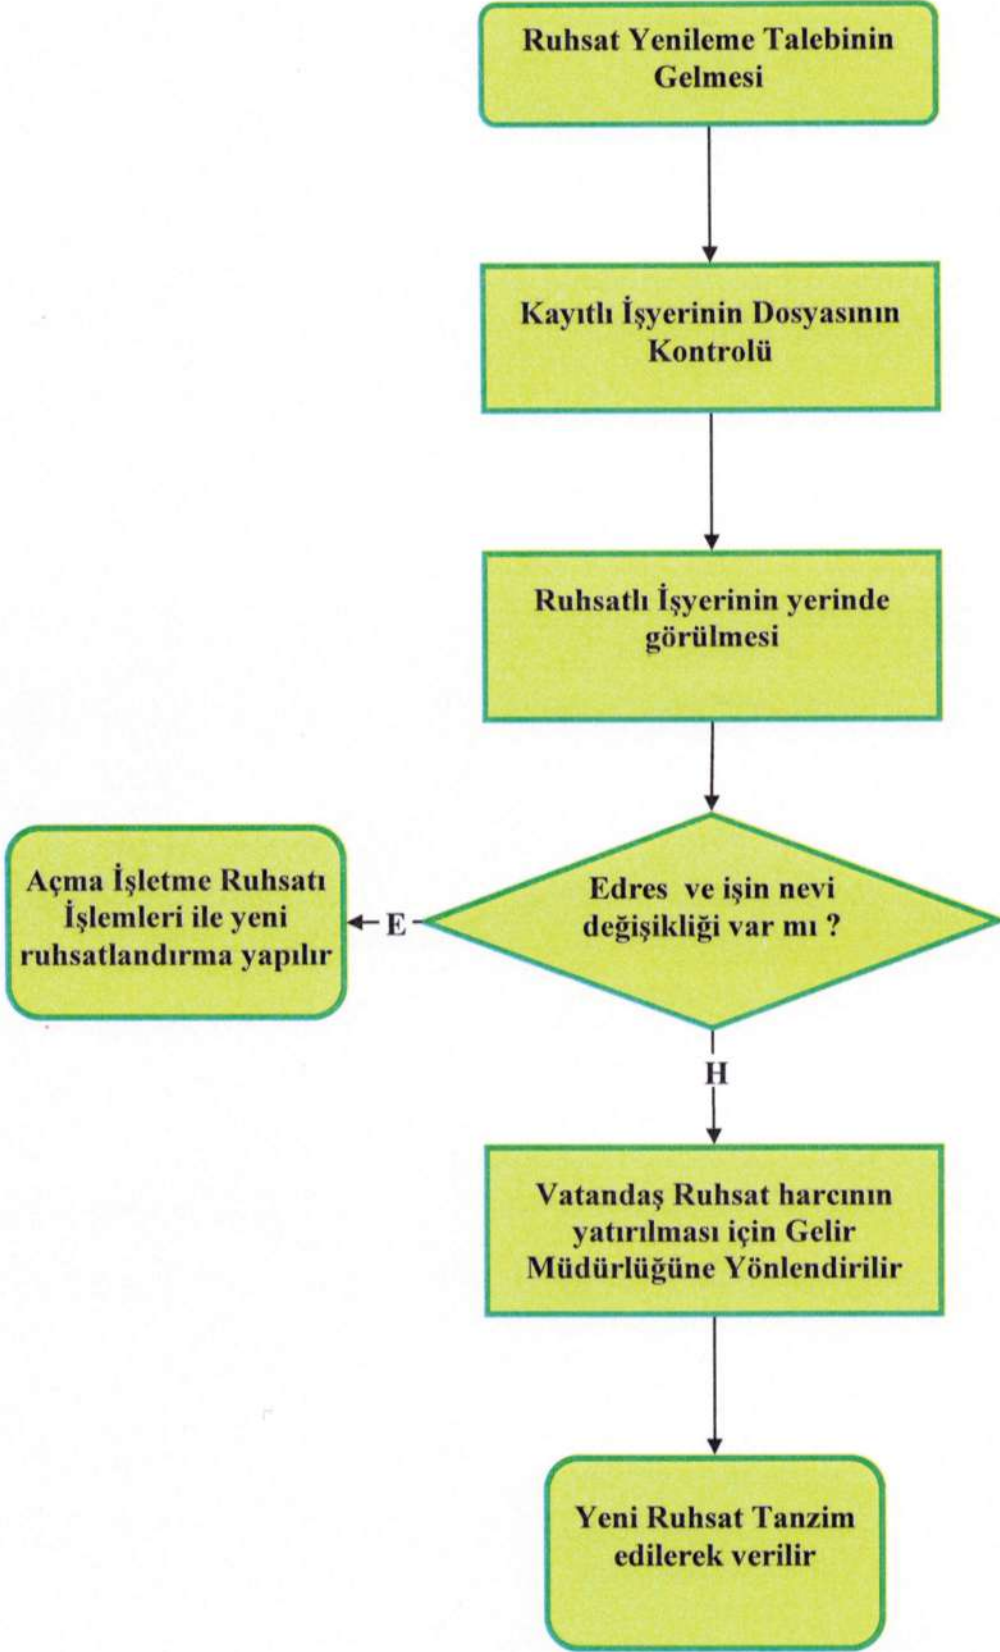 Ruhsat Yenileme Talebinin
Gelmesi
Kayıtlı İşyerinin Dosyasının
Kontrolü
Ruhsatlı İşyerinin yerinde
görülmesi
Edres ve işin nevi
değişikliği var mı ?
E
Açma İşletme Ruhsatı
İşlemleri ile yeni
ruhsatlandırma yapılır
H
Vatandaş Ruhsat harcının
yatırılması için Gelir
Müdürlüğüne Yönlendirilir
Yeni Ruhsat Tanzim
edilerek verilir